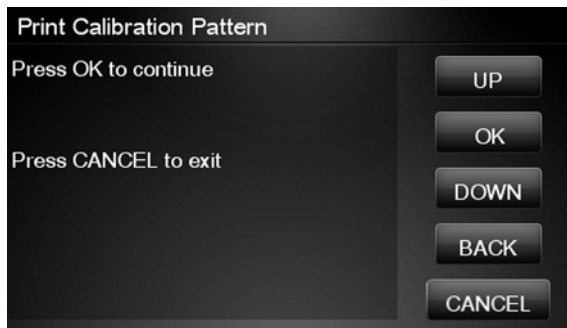 Print Calibration Pattern
Press OK to continue
Press CANCEL to exit
UP
OK
DOWN
BACK
CANCEL